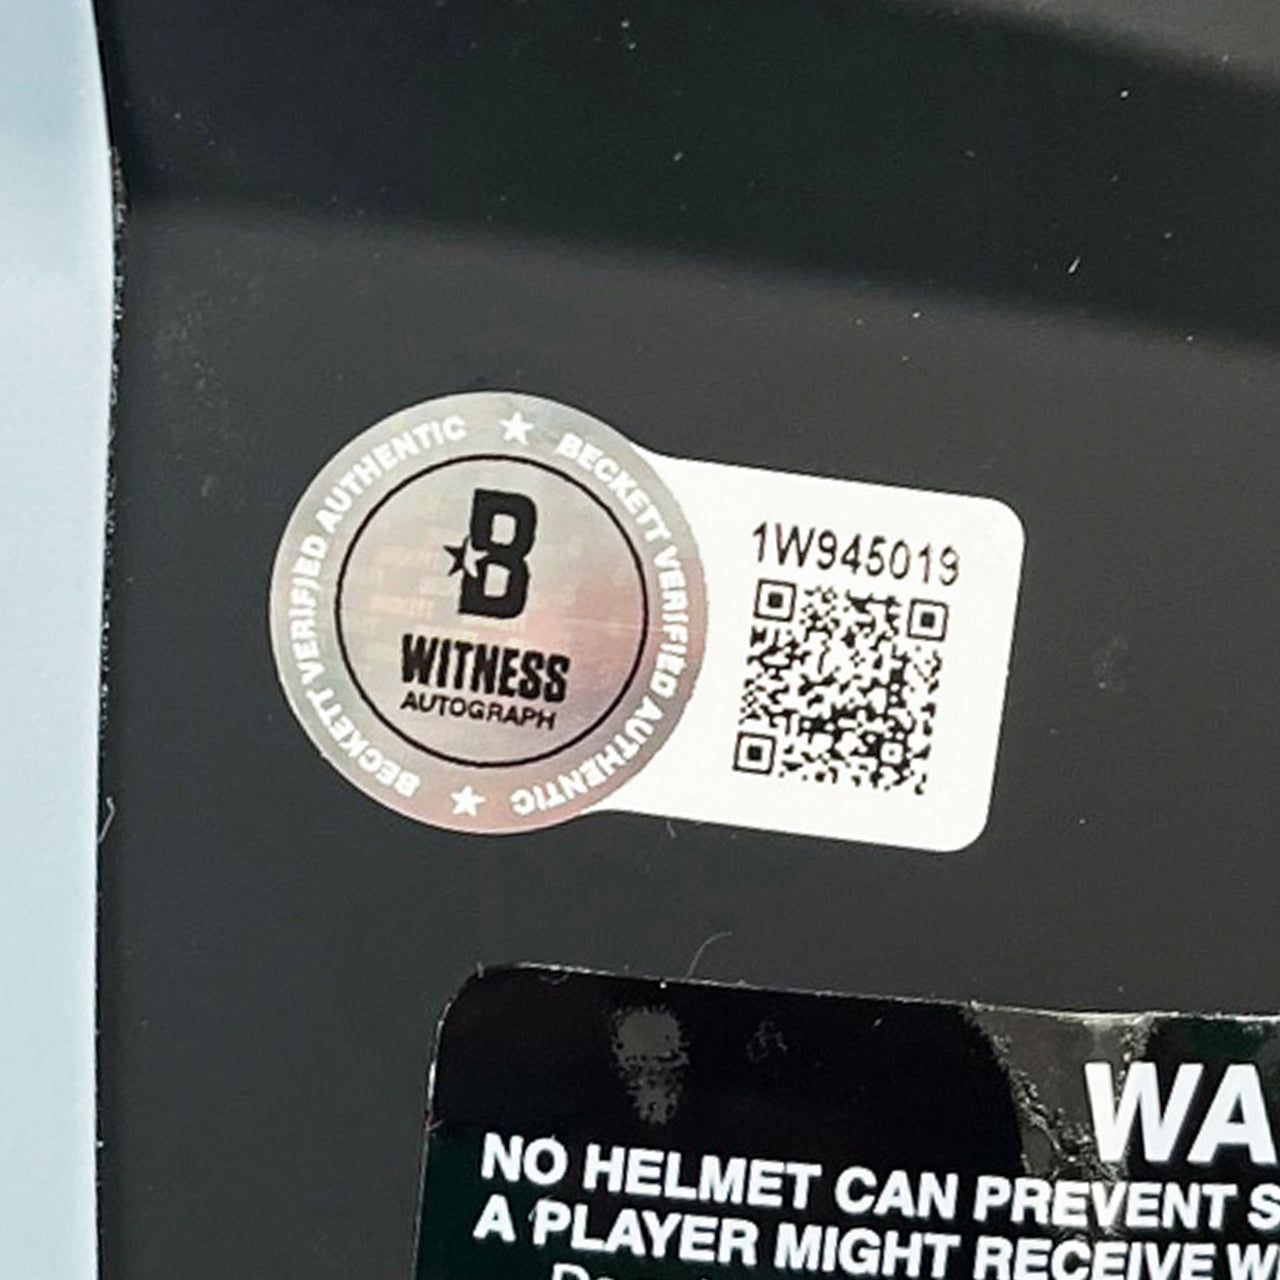 BECKETT VERIFIED AUTHENTIC ★ BECKETT VERIFIED AUTHENTIC ★
B
WITNESS
AUTOGRAPH
1W945019
WA
NO HELMET CAN PREVENT S
A PLAYER MIGHT RECEIVE W